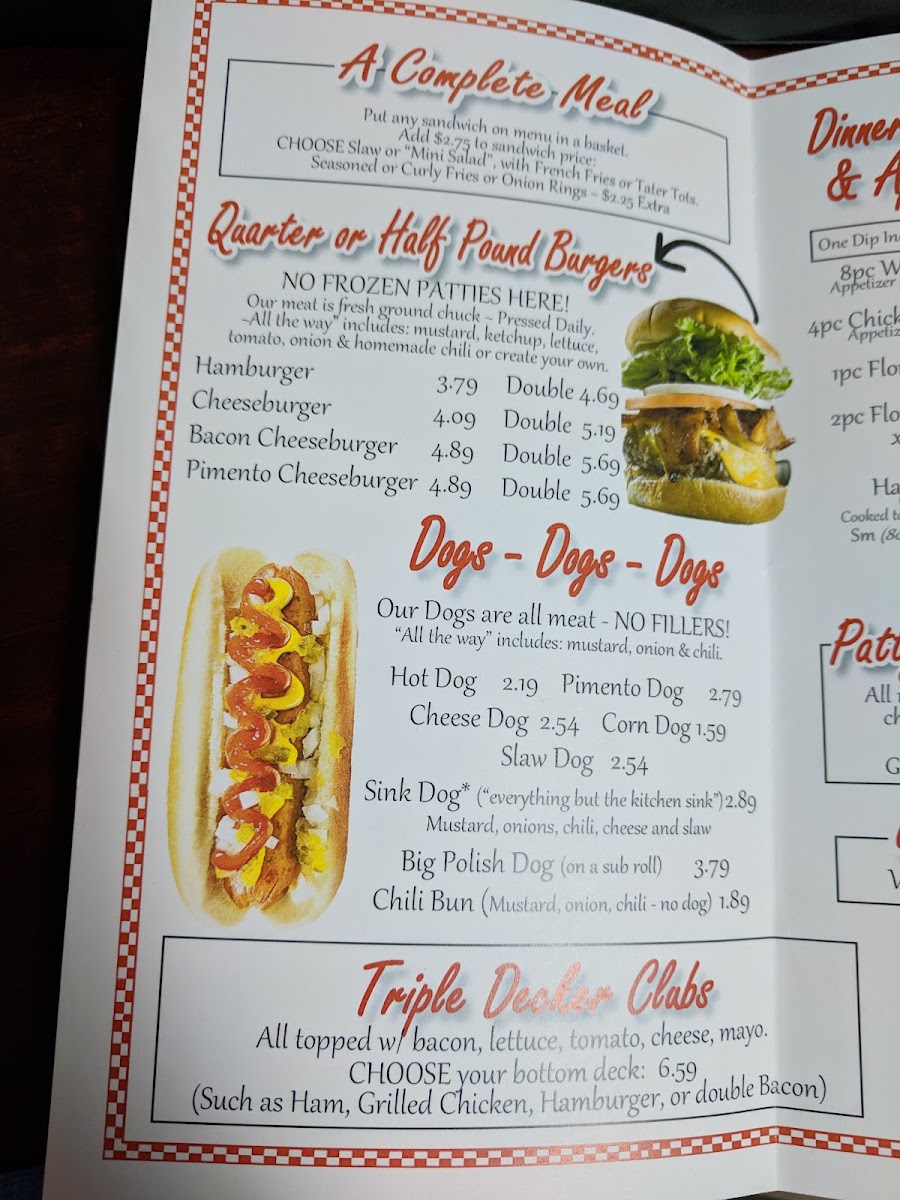 A Complete Meal
Put any sandwich on menu in a basket.
Add $2.75 to sandwich price:
CHOOSE Slaw or "Mini Salad", with French Fries or Tater Tots.
Seasoned or Curly Fries or Onion Rings ~ $2.25 Extra
Quarter or Half Pound Burgers
NO FROZEN PATTIES HERE!
Our meat is fresh ground chuck ~ Pressed Daily.
~All the way" includes: mustard, ketchup, lettuce,
tomato, onion & homemade chili or create your own.
Hamburger 3.79 Double 4.69
Cheeseburger 4.09 Double 5.19
Bacon Cheeseburger 4.89 Double 5.69
Pimento Cheeseburger 4.89 Double 5.69
Dogs - Dogs - Dogs
Our Dogs are all meat - NO FILLERS!
"All the way" includes: mustard, onion & chili.
Hot Dog 2.19 Pimento Dog 2.79
Cheese Dog 2.54 Corn Dog 1.59
Slaw Dog 2.54
Sink Dog* ("everything but the kitchen sink") 2.89
Mustard, onions, chili, cheese and slaw
Big Polish Dog (on a sub roll) 3.79
Chili Bun (Mustard, onion, chili - no dog) 1.89
Triple Decker Clubs
All topped w/ bacon, lettuce, tomato, cheese, mayo.
CHOOSE your bottom deck: 6.59
(Such as Ham, Grilled Chicken, Hamburger, or double Bacon)
Dinner
&
One Dip
8pc
Appetizer
4pc
1pc
2pc
Cooked
Sm
All